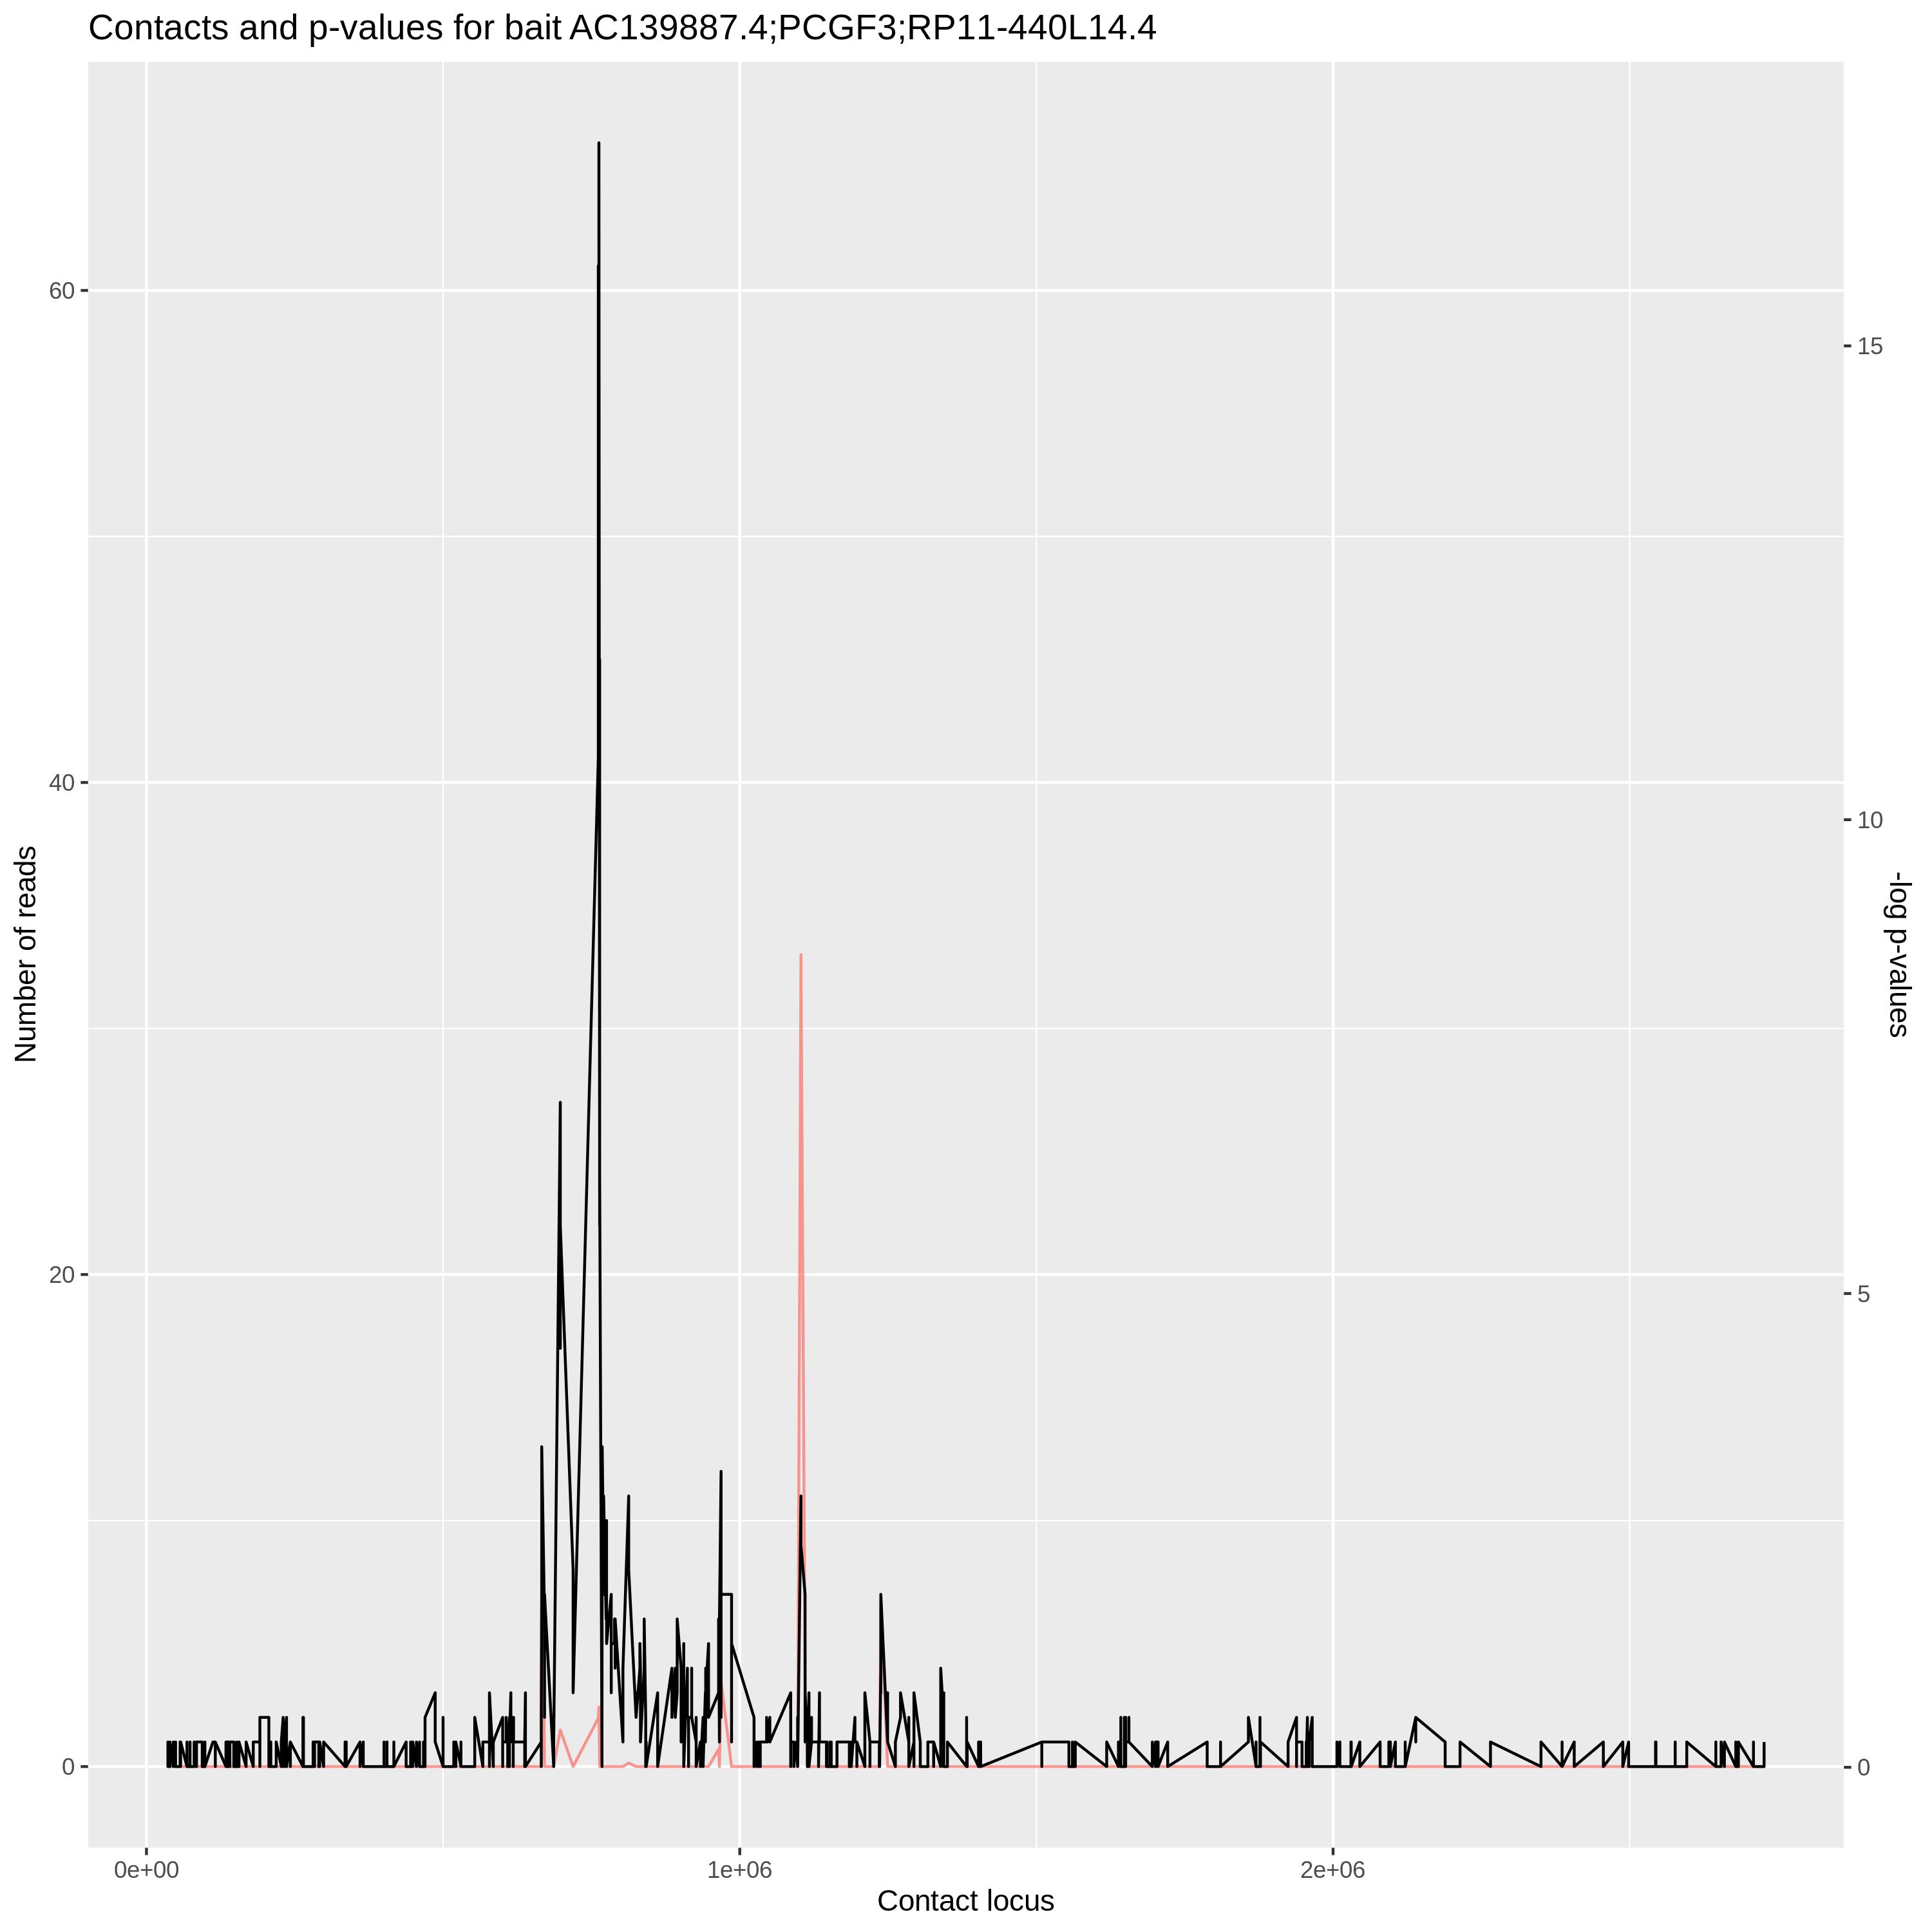 Contacts and p-values for bait AC139887.4;PCGF3;RP11-440L14.4
60
40
20
0
Number of reads
15
10
5
0
-log p-values
0e+00
1e+06
2e+06
Contact locus